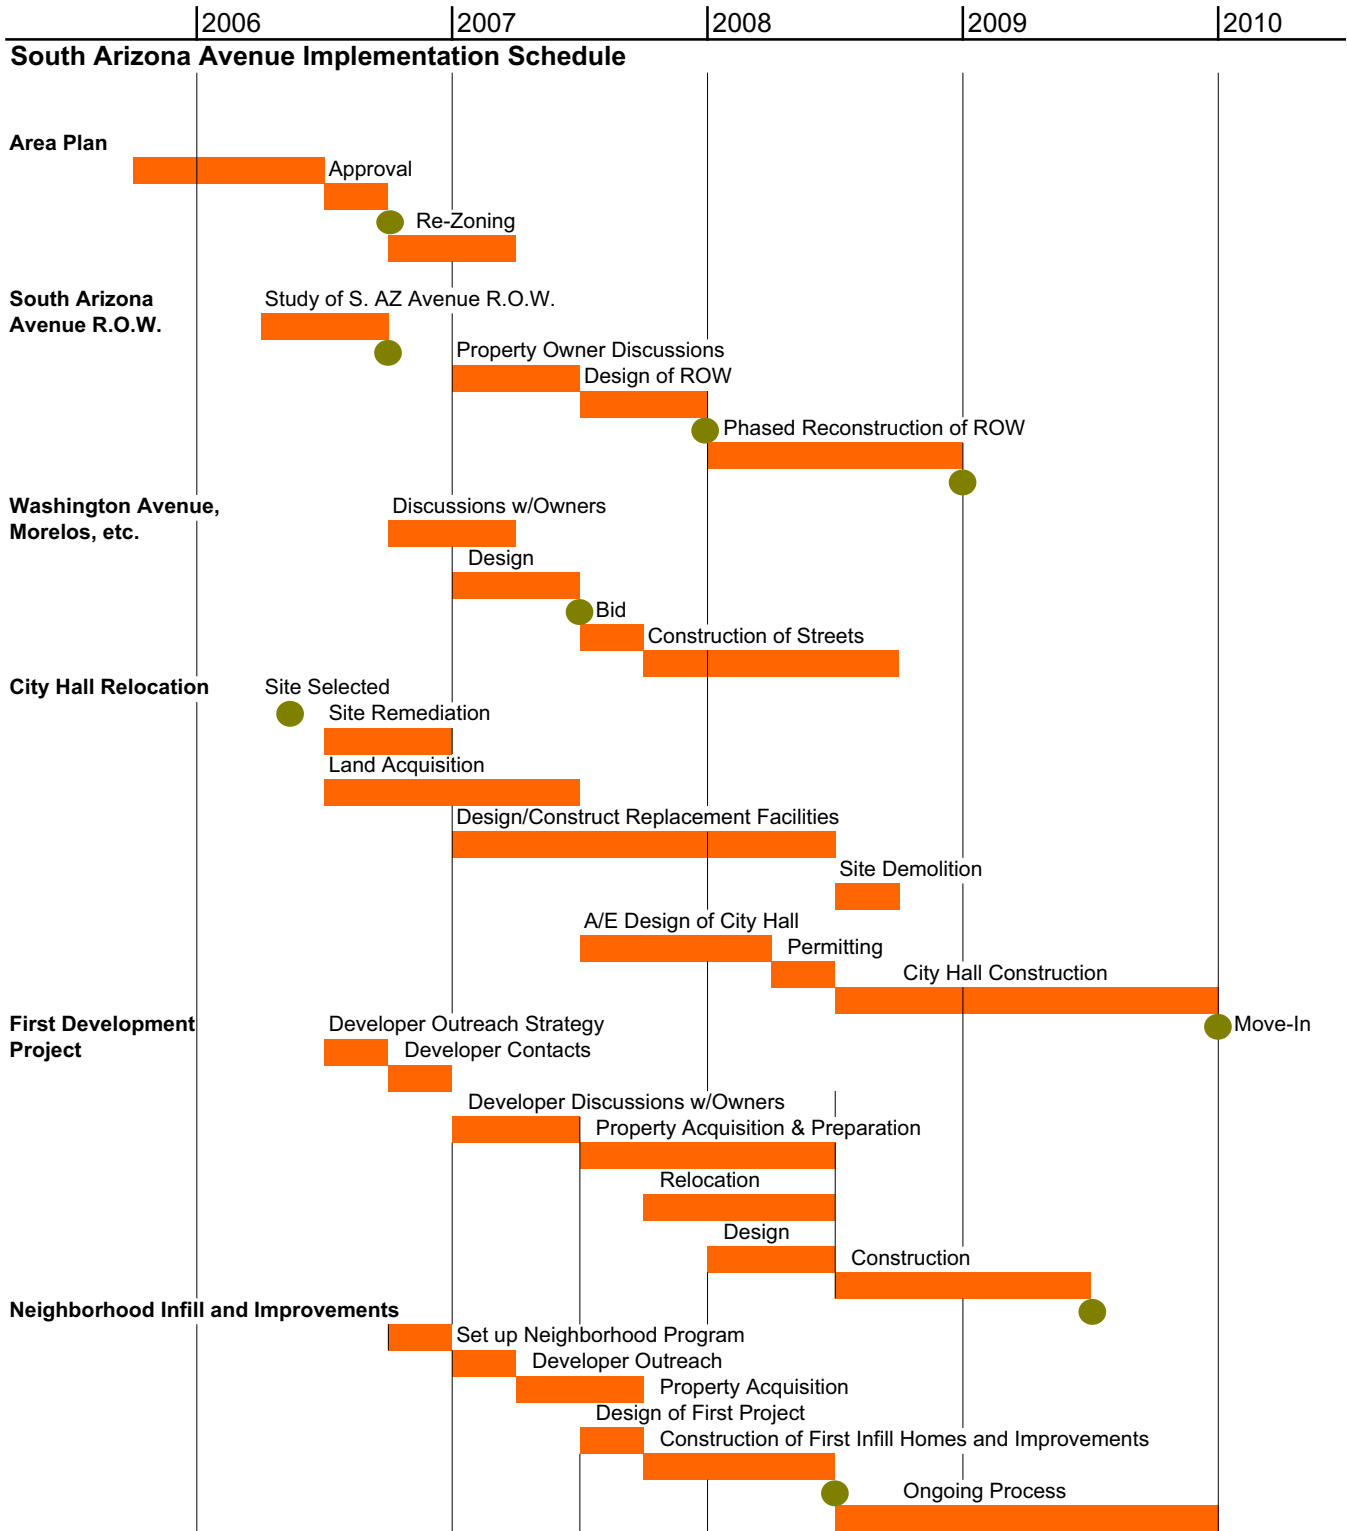 2006 2007 2008 2009 2010
South Arizona Avenue Implementation Schedule
Area Plan
Approval
Re-Zoning
South Arizona
Avenue R.O.W.
Study of S. AZ Avenue R.O.W.
Property Owner Discussions
Design of ROW
Phased Reconstruction of ROW
Washington Avenue,
Morelos, etc.
Discussions w/Owners
Design
Bid
Construction of Streets
City Hall Relocation
Site Selected
Site Remediation
Land Acquisition
Design/Construct Replacement Facilities
Site Demolition
A/E Design of City Hall
Permitting
City Hall Construction
Move-In
First Development
Project
Developer Outreach Strategy
Developer Contacts
Developer Discussions w/Owners
Property Acquisition & Preparation
Relocation
Design
Construction
Neighborhood Infill and Improvements
Set up Neighborhood Program
Developer Outreach
Property Acquisition
Design of First Project
Construction of First Infill Homes and Improvements
Ongoing Process